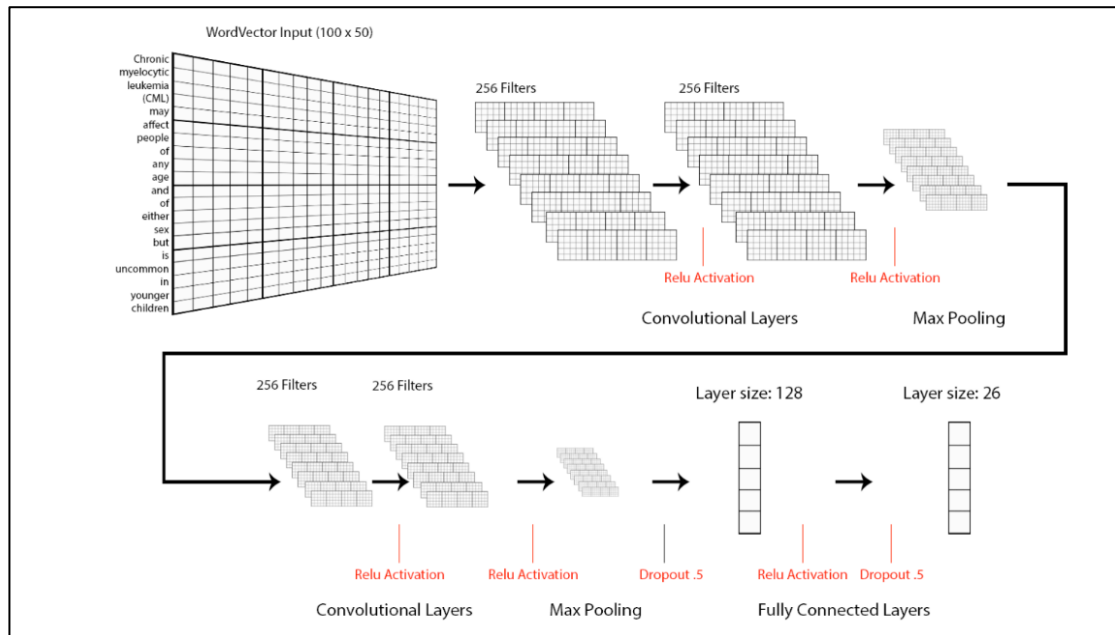 WordVector Input (100 x 50)
Chronic
myelocytic
leukemia
(CML)
may
affect
people
of
any
age
and
of
either
sex
but
is
uncommon
in
younger
children
256 Filters
256 Filters
Relu Activation
Relu Activation
Convolutional Layers
Max Pooling
256 Filters
256 Filters
Layer size: 128
Layer size: 26
Relu Activation
Relu Activation
Dropout .5
Relu Activation
Dropout .5
Convolutional Layers
Max Pooling
Fully Connected Layers